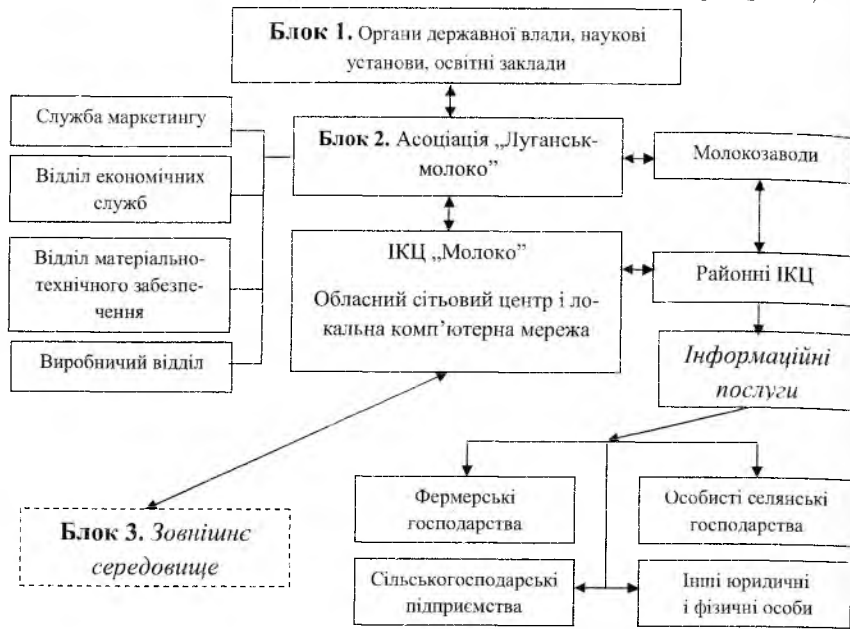 Блок 1. Органи державної влади, наукові
установи, освітні заклади
Служба маркетингу
Відділ економічних
служб
Відділ матеріально-
технічного забезпе-
чення
Виробничий відділ
Блок 2. Асоціація „Луганськ-
молоко”
Молокозаводи
ІКЦ „Молоко”
Обласний сітьовий центр і ло-
кальна комп’ютерна мережа
Районні ІКЦ
Інформаційні
послуги
Блок 3. Зовнішнє
середовище
Фермерські
господарства
Особисті селянські
господарства
Сільськогосподарські
підприємства
Інші юридичні
і фізичні особи